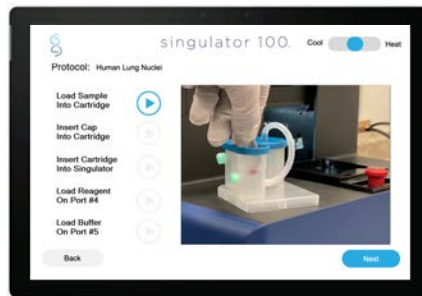 singulator 100.
Cool
Heat
Protocol: Human Lung Nuclei
Load Sample
Into Cartridge
Insert Cap
Into Cartridge
Insert Cartridge
Into Singulator
Load Reagent
On Port #4
Load Buffer
On Port #5
Back
Next